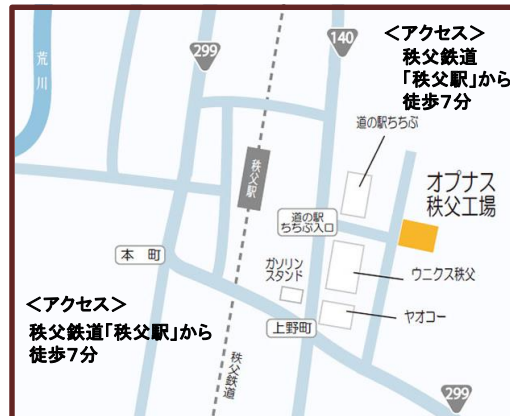 荒川
299
140
<アクセス>
秩父鉄道
「秩父駅」から
徒歩7分
道の駅ちちぶ
オプナス
秩父工場
秩父駅
道の駅
ちちぶ入口
本町
ガソリン
スタンド
ウニクス秩父
ヤオコー
上野町
<アクセス>
秩父鉄道「秩父駅」から
徒歩7分
秩父鉄道
299